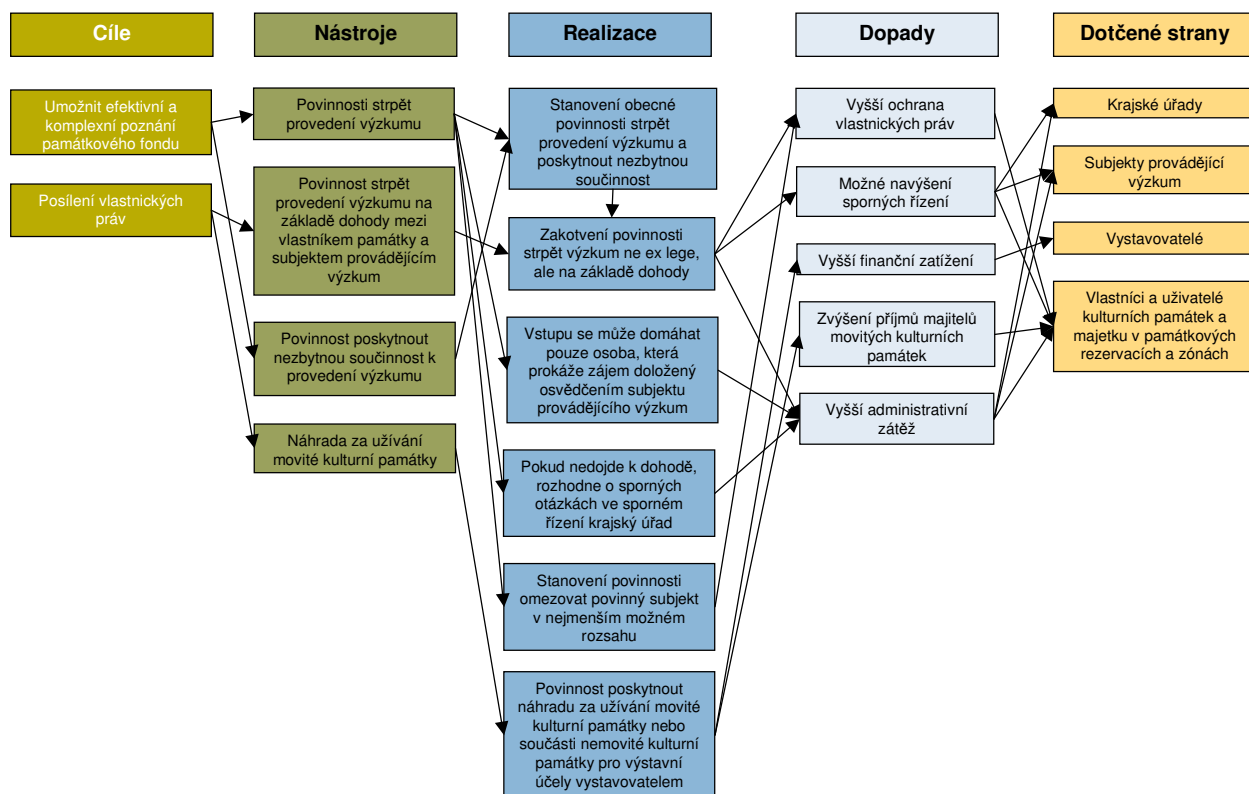 Cíle
Nástroje
Realizace
Dopady
Dotčené strany
Umožnit efektivní a
komplexní poznání
památkového fondu
Posílení vlastnických
práv
Povinnosti strpět
provedení výzkumu
Povinnost strpět
provedení výzkumu na
základě dohody mezi
vlastníkem památky a
subjektem provádějícím
výzkum
Povinnost poskytnout
nezbytnou součinnost k
provedení výzkumu
Náhrada za užívání
movité kulturní památky
Stanovení obecné
povinnosti strpět
provedení výzkumu a
poskytnout nezbytnou
součinnost
Zakotvení povinnosti
strpět výzkum ne ex lege,
ale na základě dohody
Vstupu se může domáhat
pouze osoba, která
prokáže zájem doložený
osvědčením subjektu
provádějícího výzkum
Pokud nedojde k dohodě,
rozhodne o sporných
otázkách ve sporném
řízení krajský úřad
Stanovení povinnosti
omezovat povinný subjekt
v nejmenším možném
rozsahu
Povinnost poskytnout
náhradu za užívání movité
kulturní památky nebo
součásti nemovité kulturní
památky pro výstavní
účely vystavovatelem
Vyšší ochrana
vlastnických práv
Možné navýšení
sporných řízení
Vyšší finanční zatížení
Zvýšení příjmů majitelů
movitých kulturních
památek
Vyšší administrativní
zátěž
Krajské úřady
Subjekty provádějící
výzkum
Vystavovatelé
Vlastníci a uživatelé
kulturních památek a
majetku v památkových
rezervacích a zónách